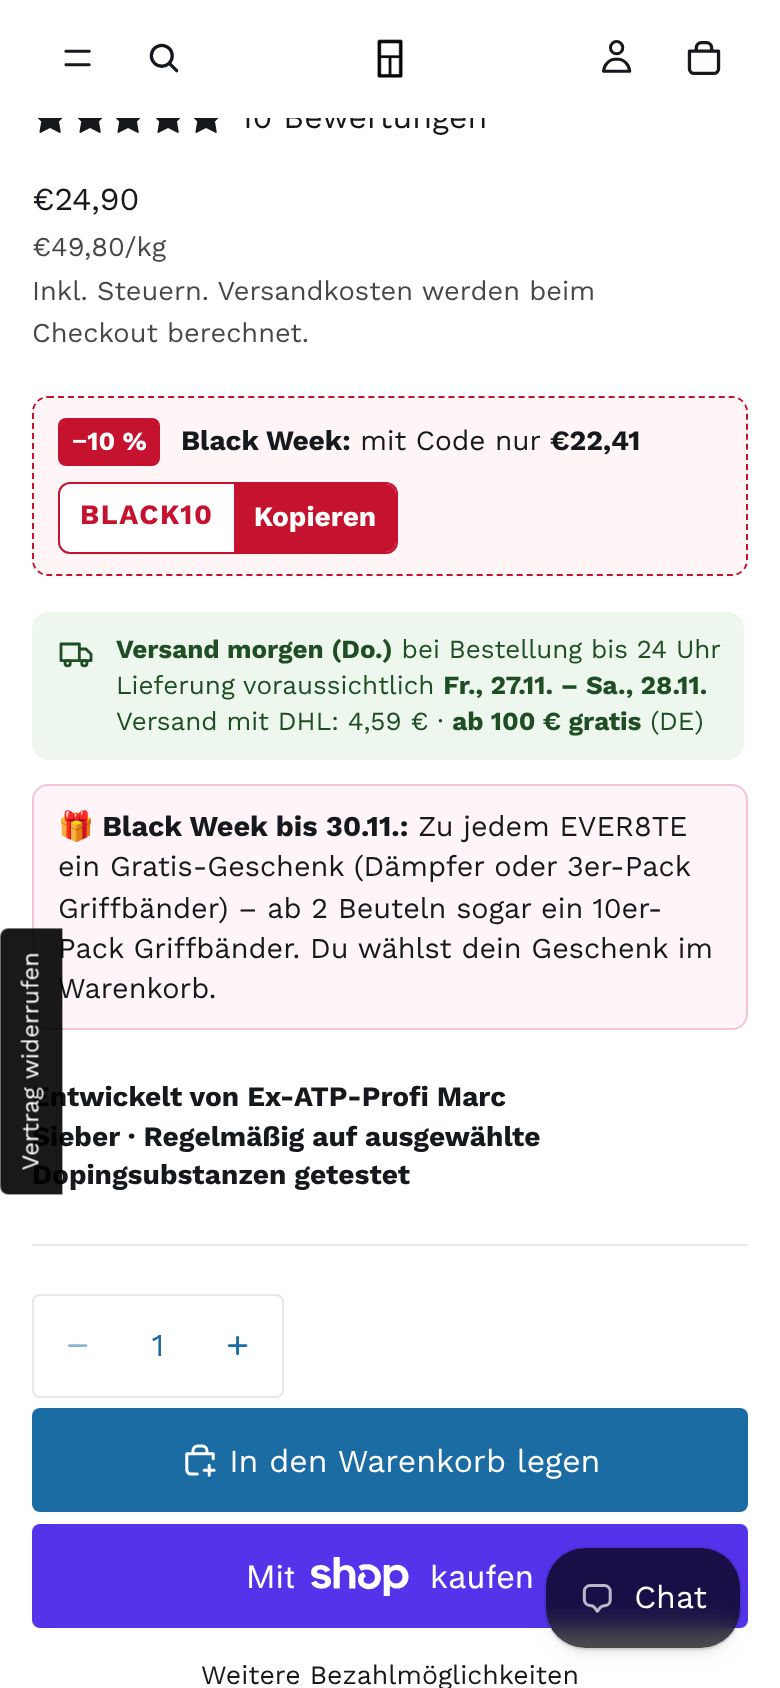 10 Bewertungen
€24,90
€49,80/kg
Inkl. Steuern. Versandkosten werden beim
Checkout berechnet.
–10 % Black Week: mit Code nur €22,41
BLACK10 Kopieren
Versand morgen (Do.) bei Bestellung bis 24 Uhr
Lieferung voraussichtlich Fr., 27.11. – Sa., 28.11.
Versand mit DHL: 4,59 € · ab 100 € gratis (DE)
🎁 Black Week bis 30.11.: Zu jedem EVER8TE
ein Gratis-Geschenk (Dämpfer oder 3er-Pack
Griffbänder) – ab 2 Beuteln sogar ein 10er-
Pack Griffbänder. Du wählst dein Geschenk im
Warenkorb.
Vertrag widerrufen
Entwickelt von Ex-ATP-Profi Marc
Sieber · Regelmäßig auf ausgewählte
Dopingsubstanzen getestet
− 1 +
In den Warenkorb legen
Mit shop kaufen
Chat
Weitere Bezahlmöglichkeiten